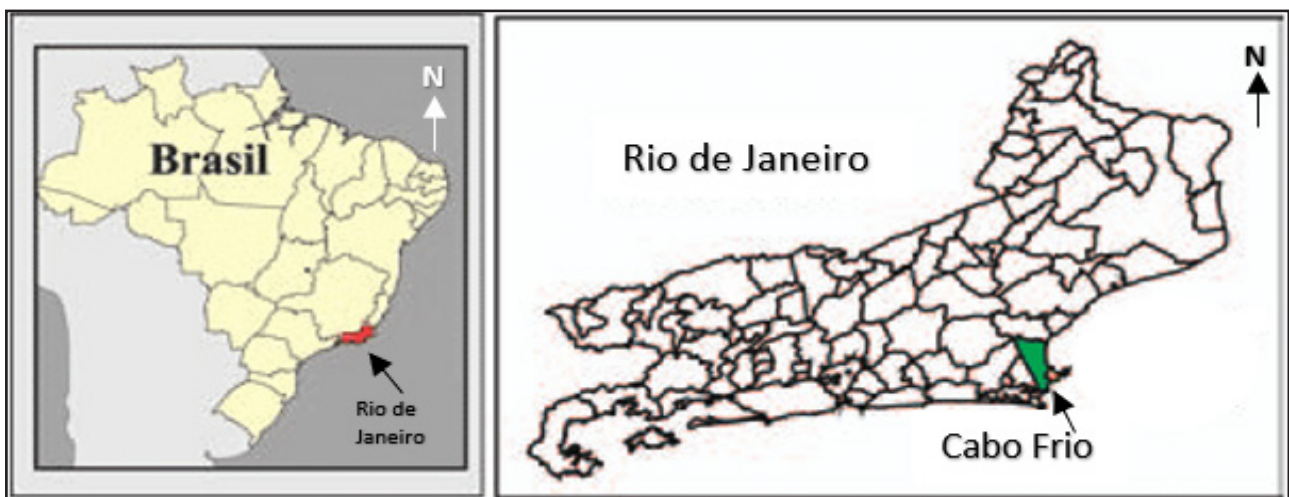 N
Brasil
Rio de
Janeiro
N
Rio de Janeiro
Cabo Frio